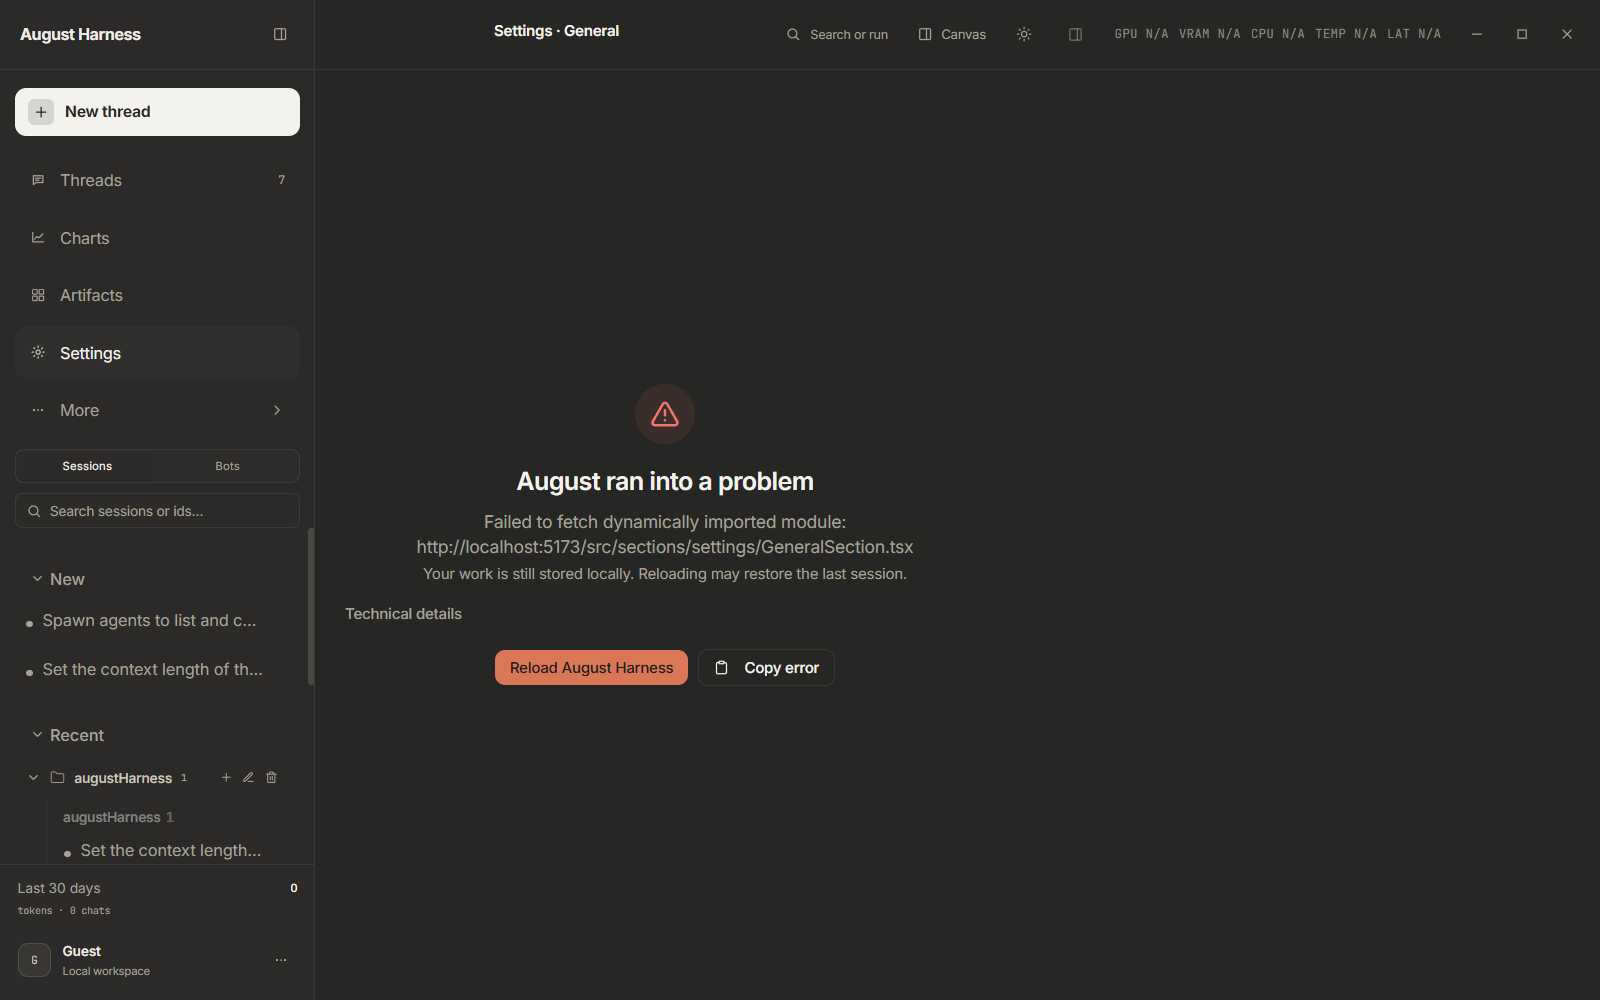 August Harness
Settings · General
Search or run
Canvas
GPU N/A VRAM N/A CPU N/A TEMP N/A LAT N/A
New thread
Threads 7
Charts
Artifacts
Settings
More
Sessions Bots
Search sessions or ids...
New
Spawn agents to list and c...
Set the context length of th...
Recent
augustHarness 1
augustHarness 1
Set the context length...
Last 30 days 0
tokens · 0 chats
G
Guest
Local workspace
August ran into a problem
Failed to fetch dynamically imported module:
http://localhost:5173/src/sections/settings/GeneralSection.tsx
Your work is still stored locally. Reloading may restore the last session.
Technical details
Reload August Harness
Copy error